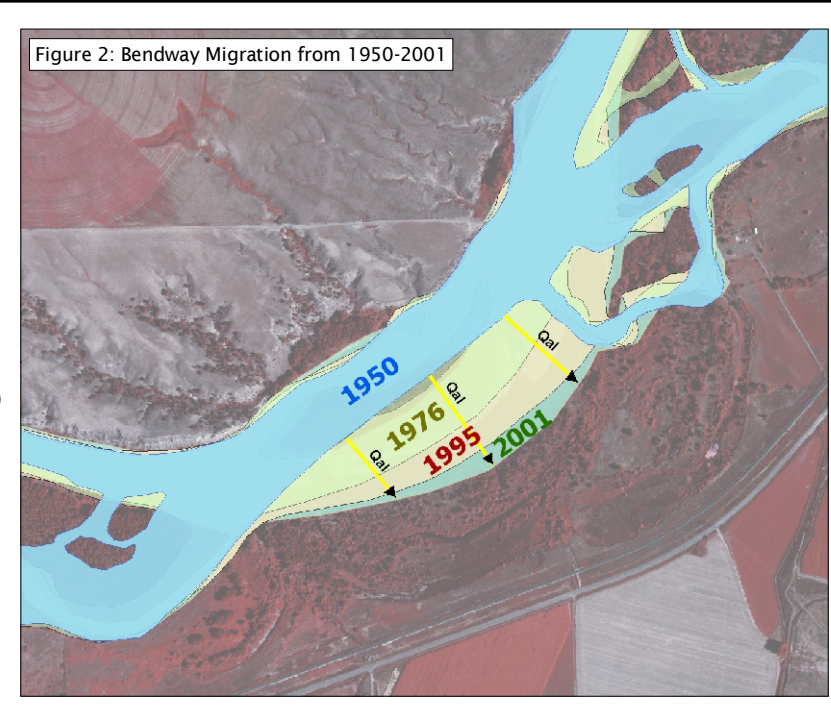 Figure 2: Bendway Migration from 1950-2001
Qal
1950
Qal
1976
1995
2001
Qal